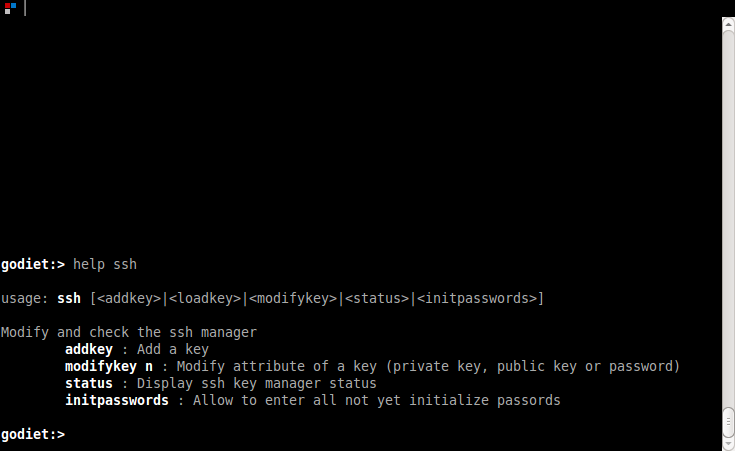 godiet:> help ssh
usage: ssh [<addkey>|<loadkey>|<modifykey>|<status>|<initpasswords>]
Modify and check the ssh manager
addkey : Add a key
modifykey n : Modify attribute of a key (private key, public key or password)
status : Display ssh key manager status
initpasswords : Allow to enter all not yet initialize passords
godiet:>